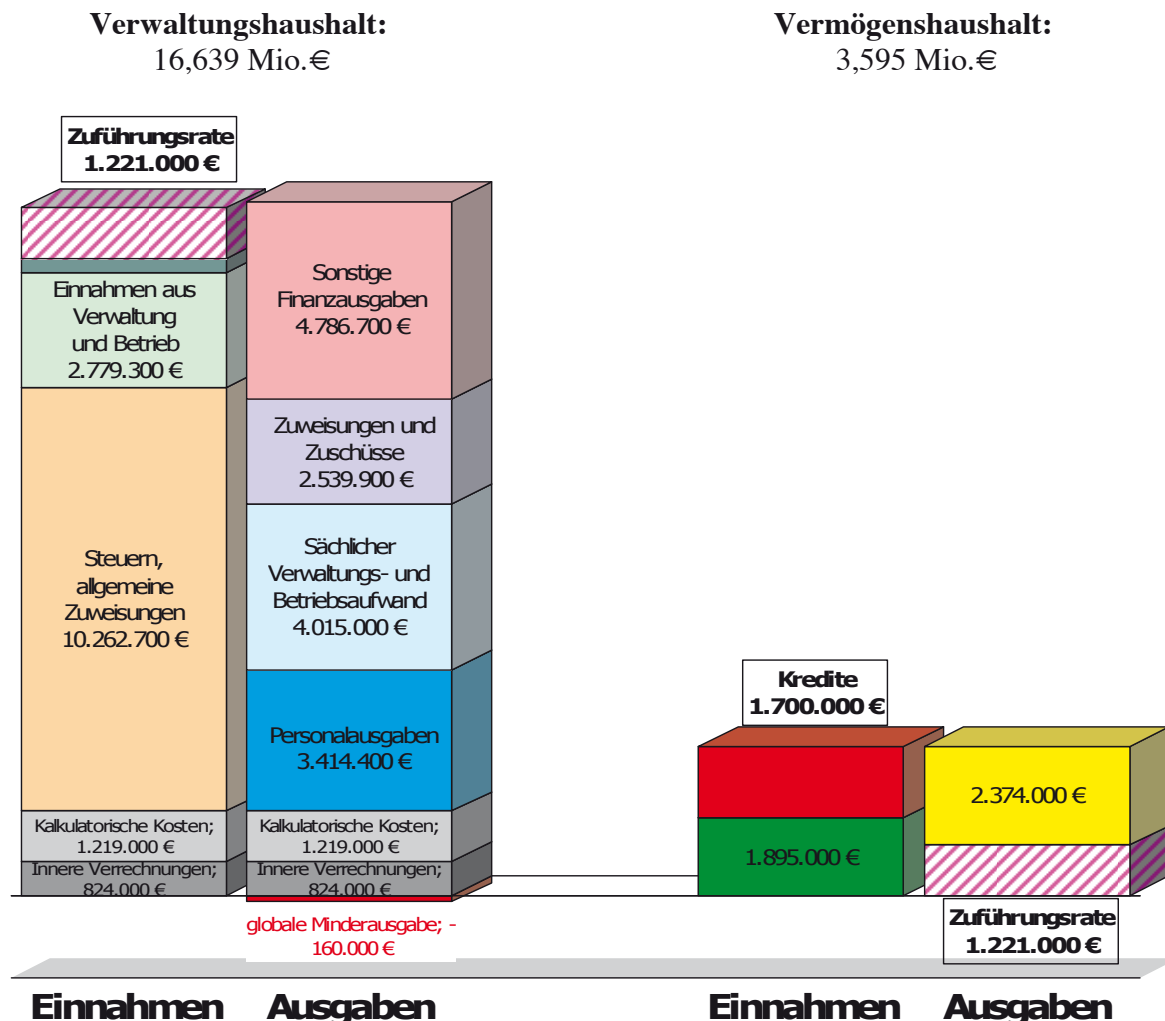 Verwaltungshaushalt:
16,639 Mio.€
Vermögenshaushalt:
3,595 Mio.€
Zuführungsrate
1.221.000 €
Einnahmen aus
Verwaltung
und Betrieb
2.779.300 €
Steuern,
allgemeine
Zuweisungen
10.262.700 €
Kalkulatorische Kosten;
1.219.000 €
Innere Verrechnungen;
824.000 €
Sonstige
Finanzausgaben
4.786.700 €
Zuweisungen und
Zuschüsse
2.539.900 €
Sächlicher
Verwaltungs- und
Betriebsaufwand
4.015.000 €
Personalausgaben
3.414.400 €
Kalkulatorische Kosten;
1.219.000 €
Innere Verrechnungen;
824.000 €
globale Minderausgabe; -
160.000 €
Kredite
1.700.000 €
1.895.000 €
2.374.000 €
Zuführungsrate
1.221.000 €
Einnahmen
Ausgaben
Einnahmen
Ausgaben